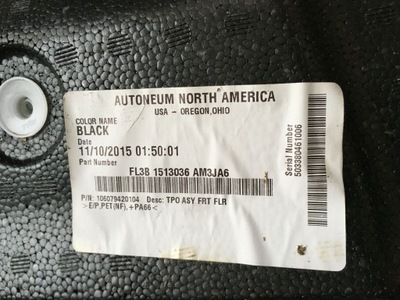 AUTONEUM NORTH AMERICA
USA - OREGON,OHIO
COLOR NAME
BLACK
Date
11/10/2015 01:50:01
Part Number
FL3B 1513036 AM3JA6
P/N: 106079420104 Desc: TPO ASY FRT FLR
>E/P,PET(NF),+PA66<
Serial Number
503380461006